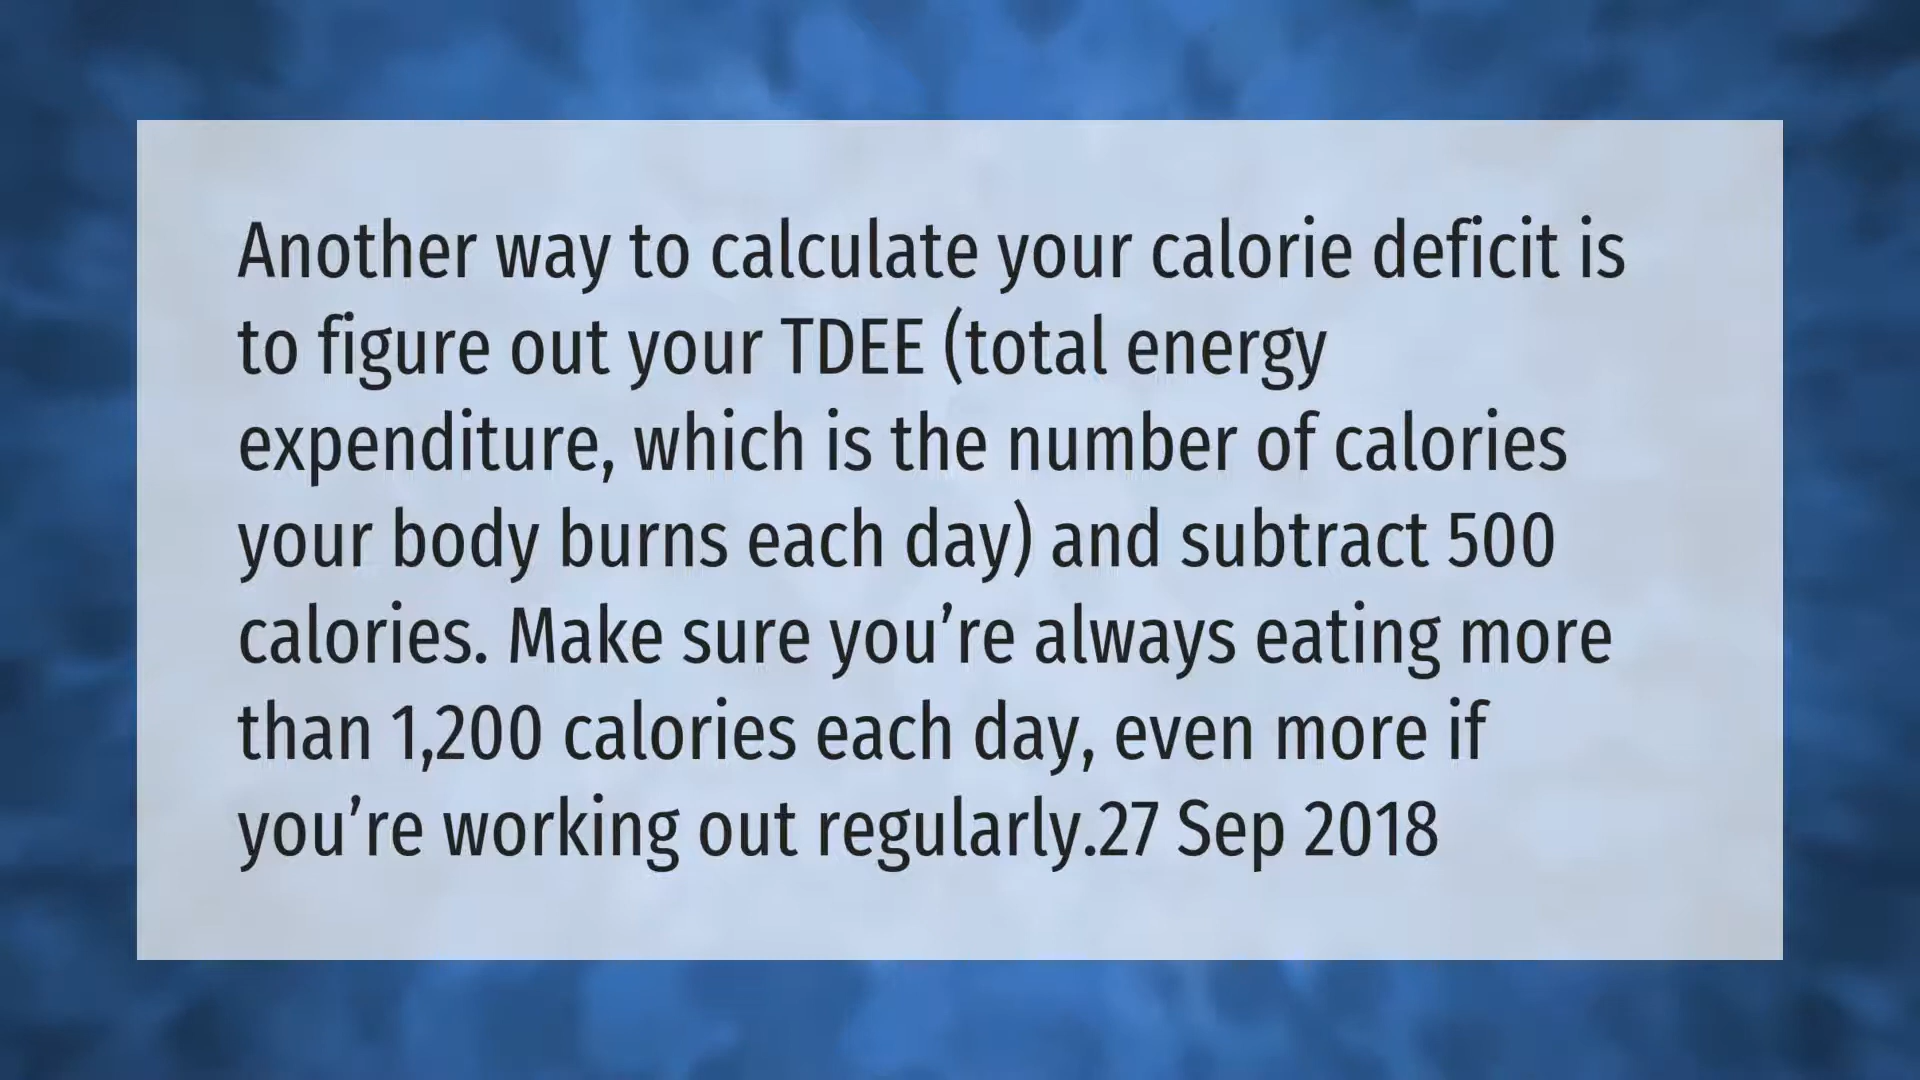 Another way to calculate your calorie deficit is
to figure out your TDEE (total energy
expenditure, which is the number of calories
your body burns each day) and subtract 500
calories. Make sure you’re always eating more
than 1,200 calories each day, even more if
you’re working out regularly.27 Sep 2018